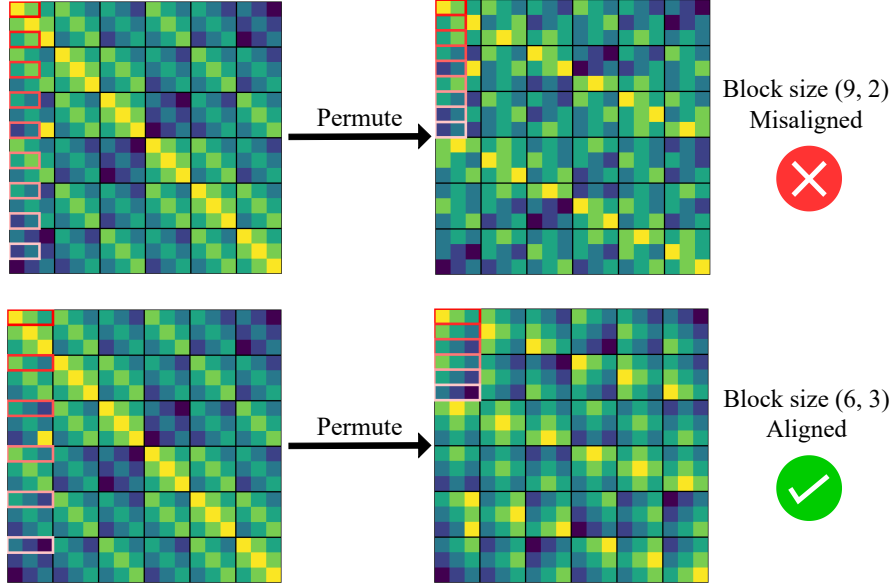 Permute
Block size (9, 2)
Misaligned
Permute
Block size (6, 3)
Aligned